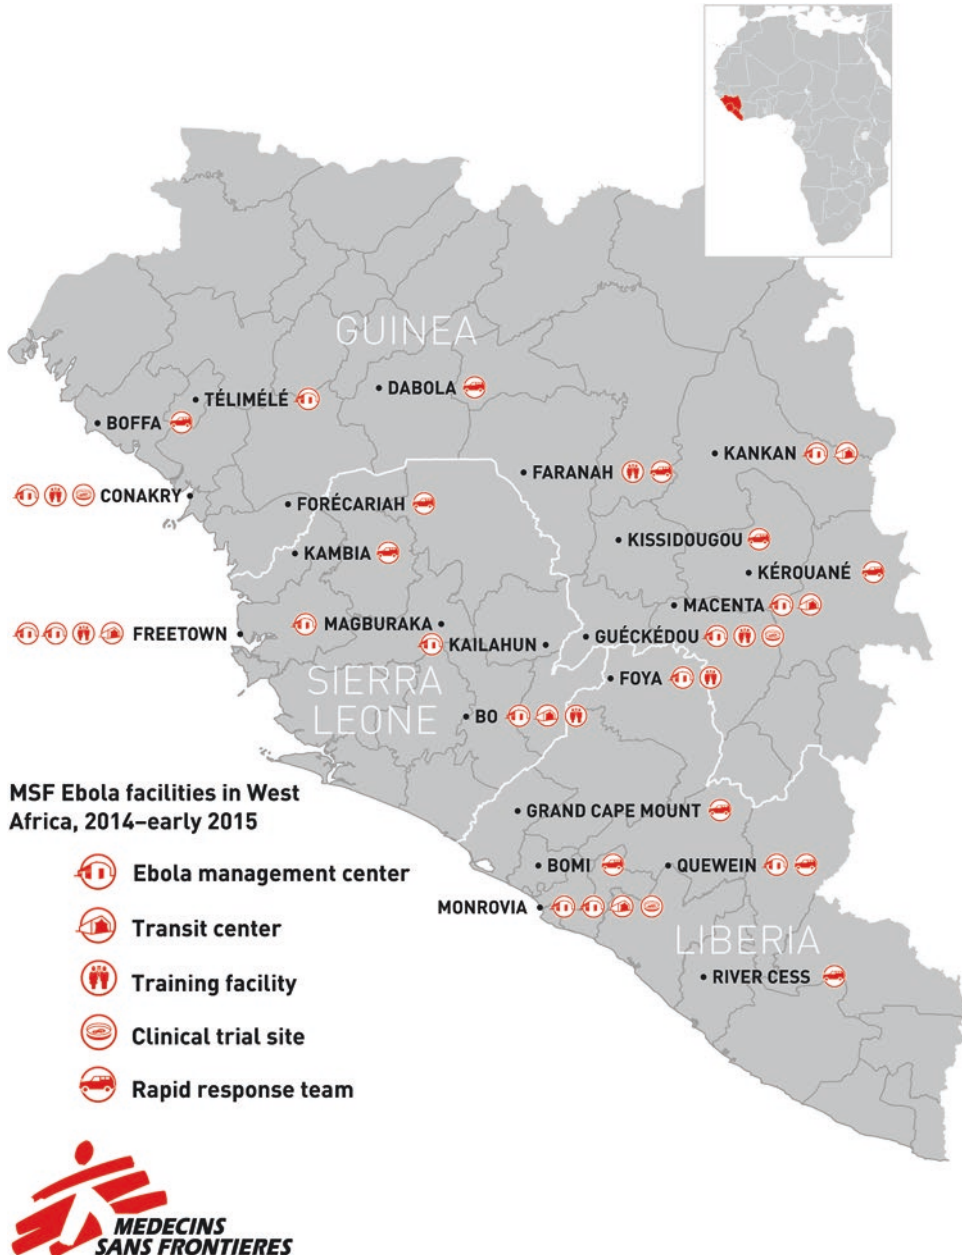 GUINEA
DABOLA
TÉLIMÉLÉ
BOFFA
KANKAN
FARANAH
CONAKRY
FORÉCARIAH
KISSIDOUGOU
KAMBIA
KÉROUANÉ
MACENTA
MAGBURAKA
FREETOWN
GUÉCKÉDOU
KAILAHUN
SIERRA
LEONE
FOYA
BO
MSF Ebola facilities in West
Africa, 2014–early 2015
GRAND CAPE MOUNT
BOMI
QUEWEIN
MONROVIA
LIBERIA
RIVER CESS
Ebola management center
Transit center
Training facility
Clinical trial site
Rapid response team
MEDECINS
SANS FRONTIERES